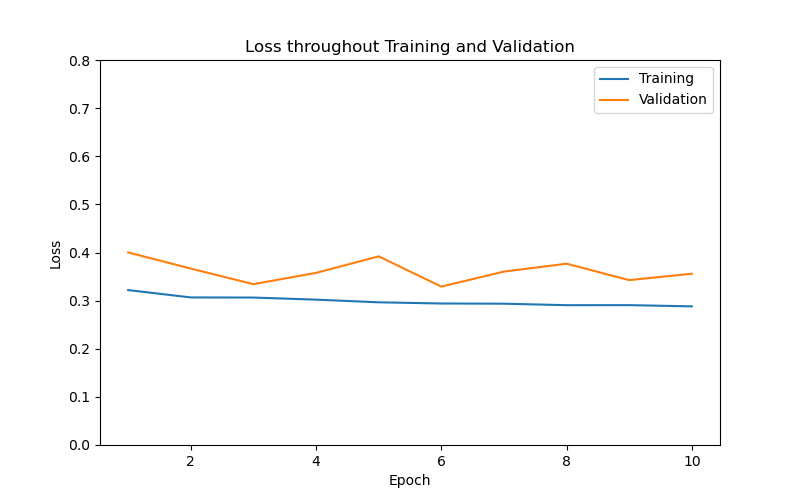 Loss throughout Training and Validation
Training
Validation
0.8
0.7
0.6
0.5
0.4
0.3
0.2
0.1
0.0
Loss
2 4 6 8 10
Epoch